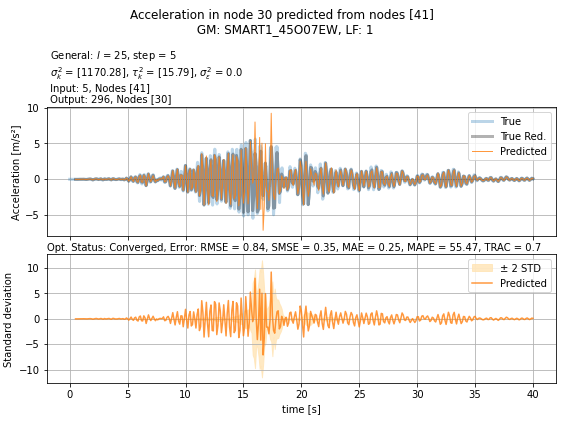 Acceleration in node 30 predicted from nodes [41]
GM: SMART1_45O07EW, LF: 1
General: l = 25, step = 5
σ²ₖ = [1170.28], τ²ₖ = [15.79], σ²ε = 0.0
Input: 5, Nodes [41]
Output: 296, Nodes [30]
10
5
0
−5
Acceleration [m/s²]
True
True Red.
Predicted
Opt. Status: Converged, Error: RMSE = 0.84, SMSE = 0.35, MAE = 0.25, MAPE = 55.47, TRAC = 0.7
10
5
0
−5
−10
Standard deviation
± 2 STD
Predicted
0 5 10 15 20 25 30 35 40
time [s]